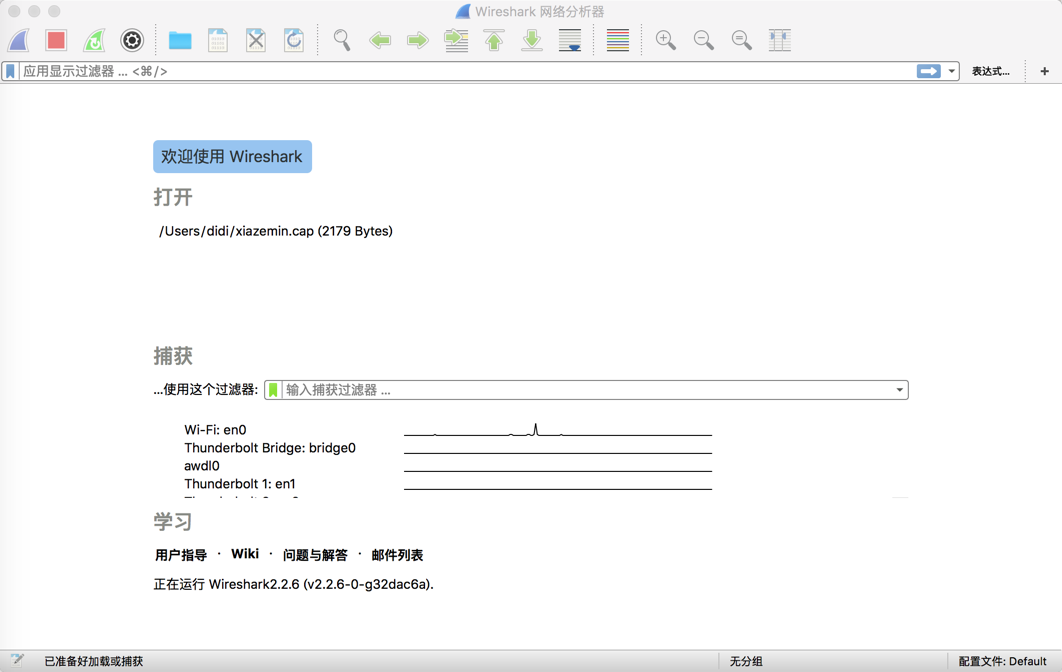 Wireshark 网络分析器
应用显示过滤器 ... <⌘/>
表达式...
+
欢迎使用 Wireshark
打开
/Users/didi/xiazemin.cap (2179 Bytes)
捕获
...使用这个过滤器: 输入捕获过滤器 ...
Wi-Fi: en0
Thunderbolt Bridge: bridge0
awdl0
Thunderbolt 1: en1
学习
用户指导 · Wiki · 问题与解答 · 邮件列表
正在运行 Wireshark2.2.6 (v2.2.6-0-g32dac6a).
已准备好加载或捕获 无分组 配置文件: Default